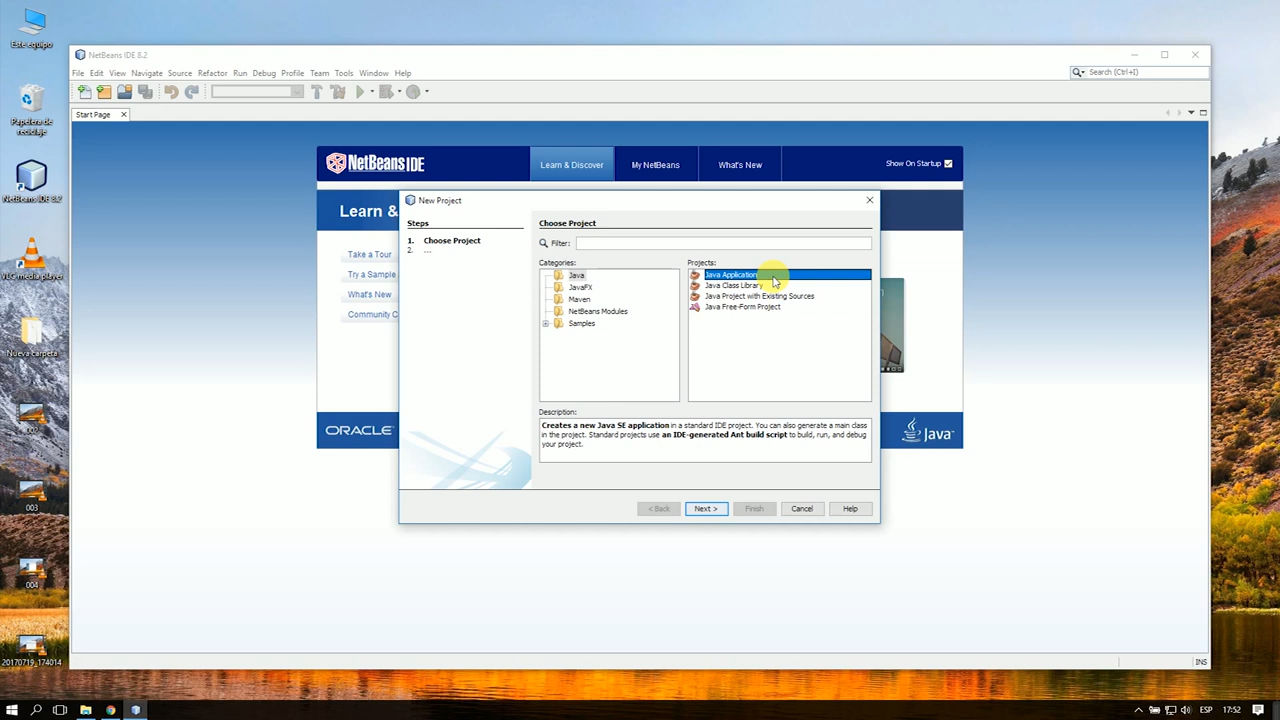 Este equipo
Papelera de
reciclaje
NetBeans IDE 8.2
VLC media player
Nueva carpeta
002
003
004
20170719_174014
NetBeans IDE 8.2
File Edit View Navigate Source Refactor Run Debug Profile Team Tools Window Help
Search (Ctrl+I)
Start Page
NetBeans IDE
Learn & Discover
My NetBeans
What's New
Show On Startup
Learn &
Take a Tour
Try a Sample
What's New
Community C
ORACLE
Java
New Project
Steps
1. Choose Project
2. ...
Choose Project
Filter:
Categories:
Java
JavaFX
Maven
NetBeans Modules
Samples
Projects:
Java Application
Java Class Library
Java Project with Existing Sources
Java Free-Form Project
Description:
Creates a new Java SE application in a standard IDE project. You can also generate a main class
in the project. Standard projects use an IDE-generated Ant build script to build, run, and debug
your project.
< Back
Next >
Finish
Cancel
Help
INS
ESP
17:52